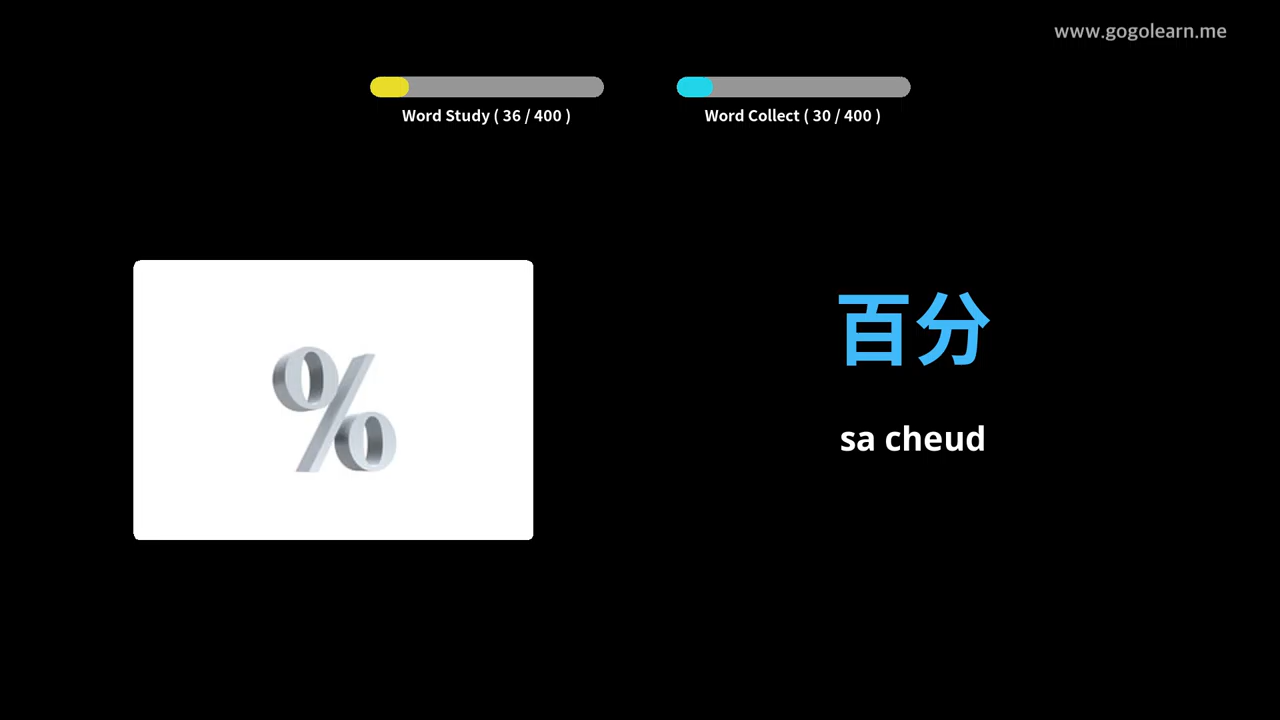 www.gogolearn.me
Word Study ( 36 / 400 )
Word Collect ( 30 / 400 )
%
百分
sa cheud